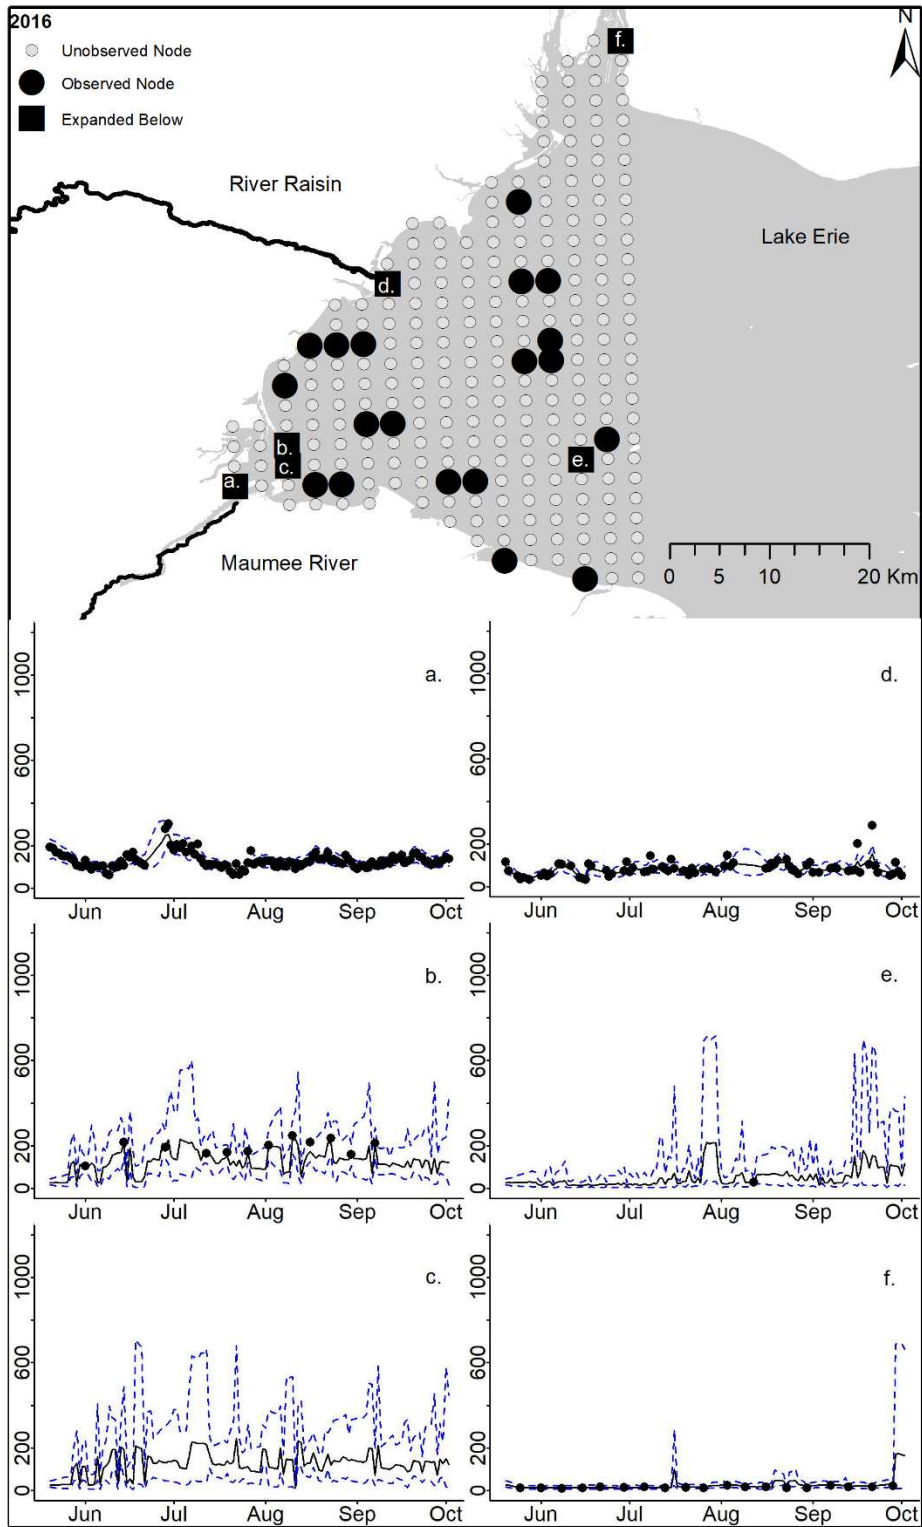 2016
N
Unobserved Node
Observed Node
Expanded Below
f.
River Raisin
Lake Erie
d.
b.
c.
e.
a.
Maumee River
0 5 10 20 Km
a.
0 200 600 1000
Jun Jul Aug Sep Oct
d.
0 200 600 1000
Jun Jul Aug Sep Oct
b.
0 200 600 1000
Jun Jul Aug Sep Oct
e.
0 200 600 1000
Jun Jul Aug Sep Oct
c.
0 200 600 1000
Jun Jul Aug Sep Oct
f.
0 200 600 1000
Jun Jul Aug Sep Oct